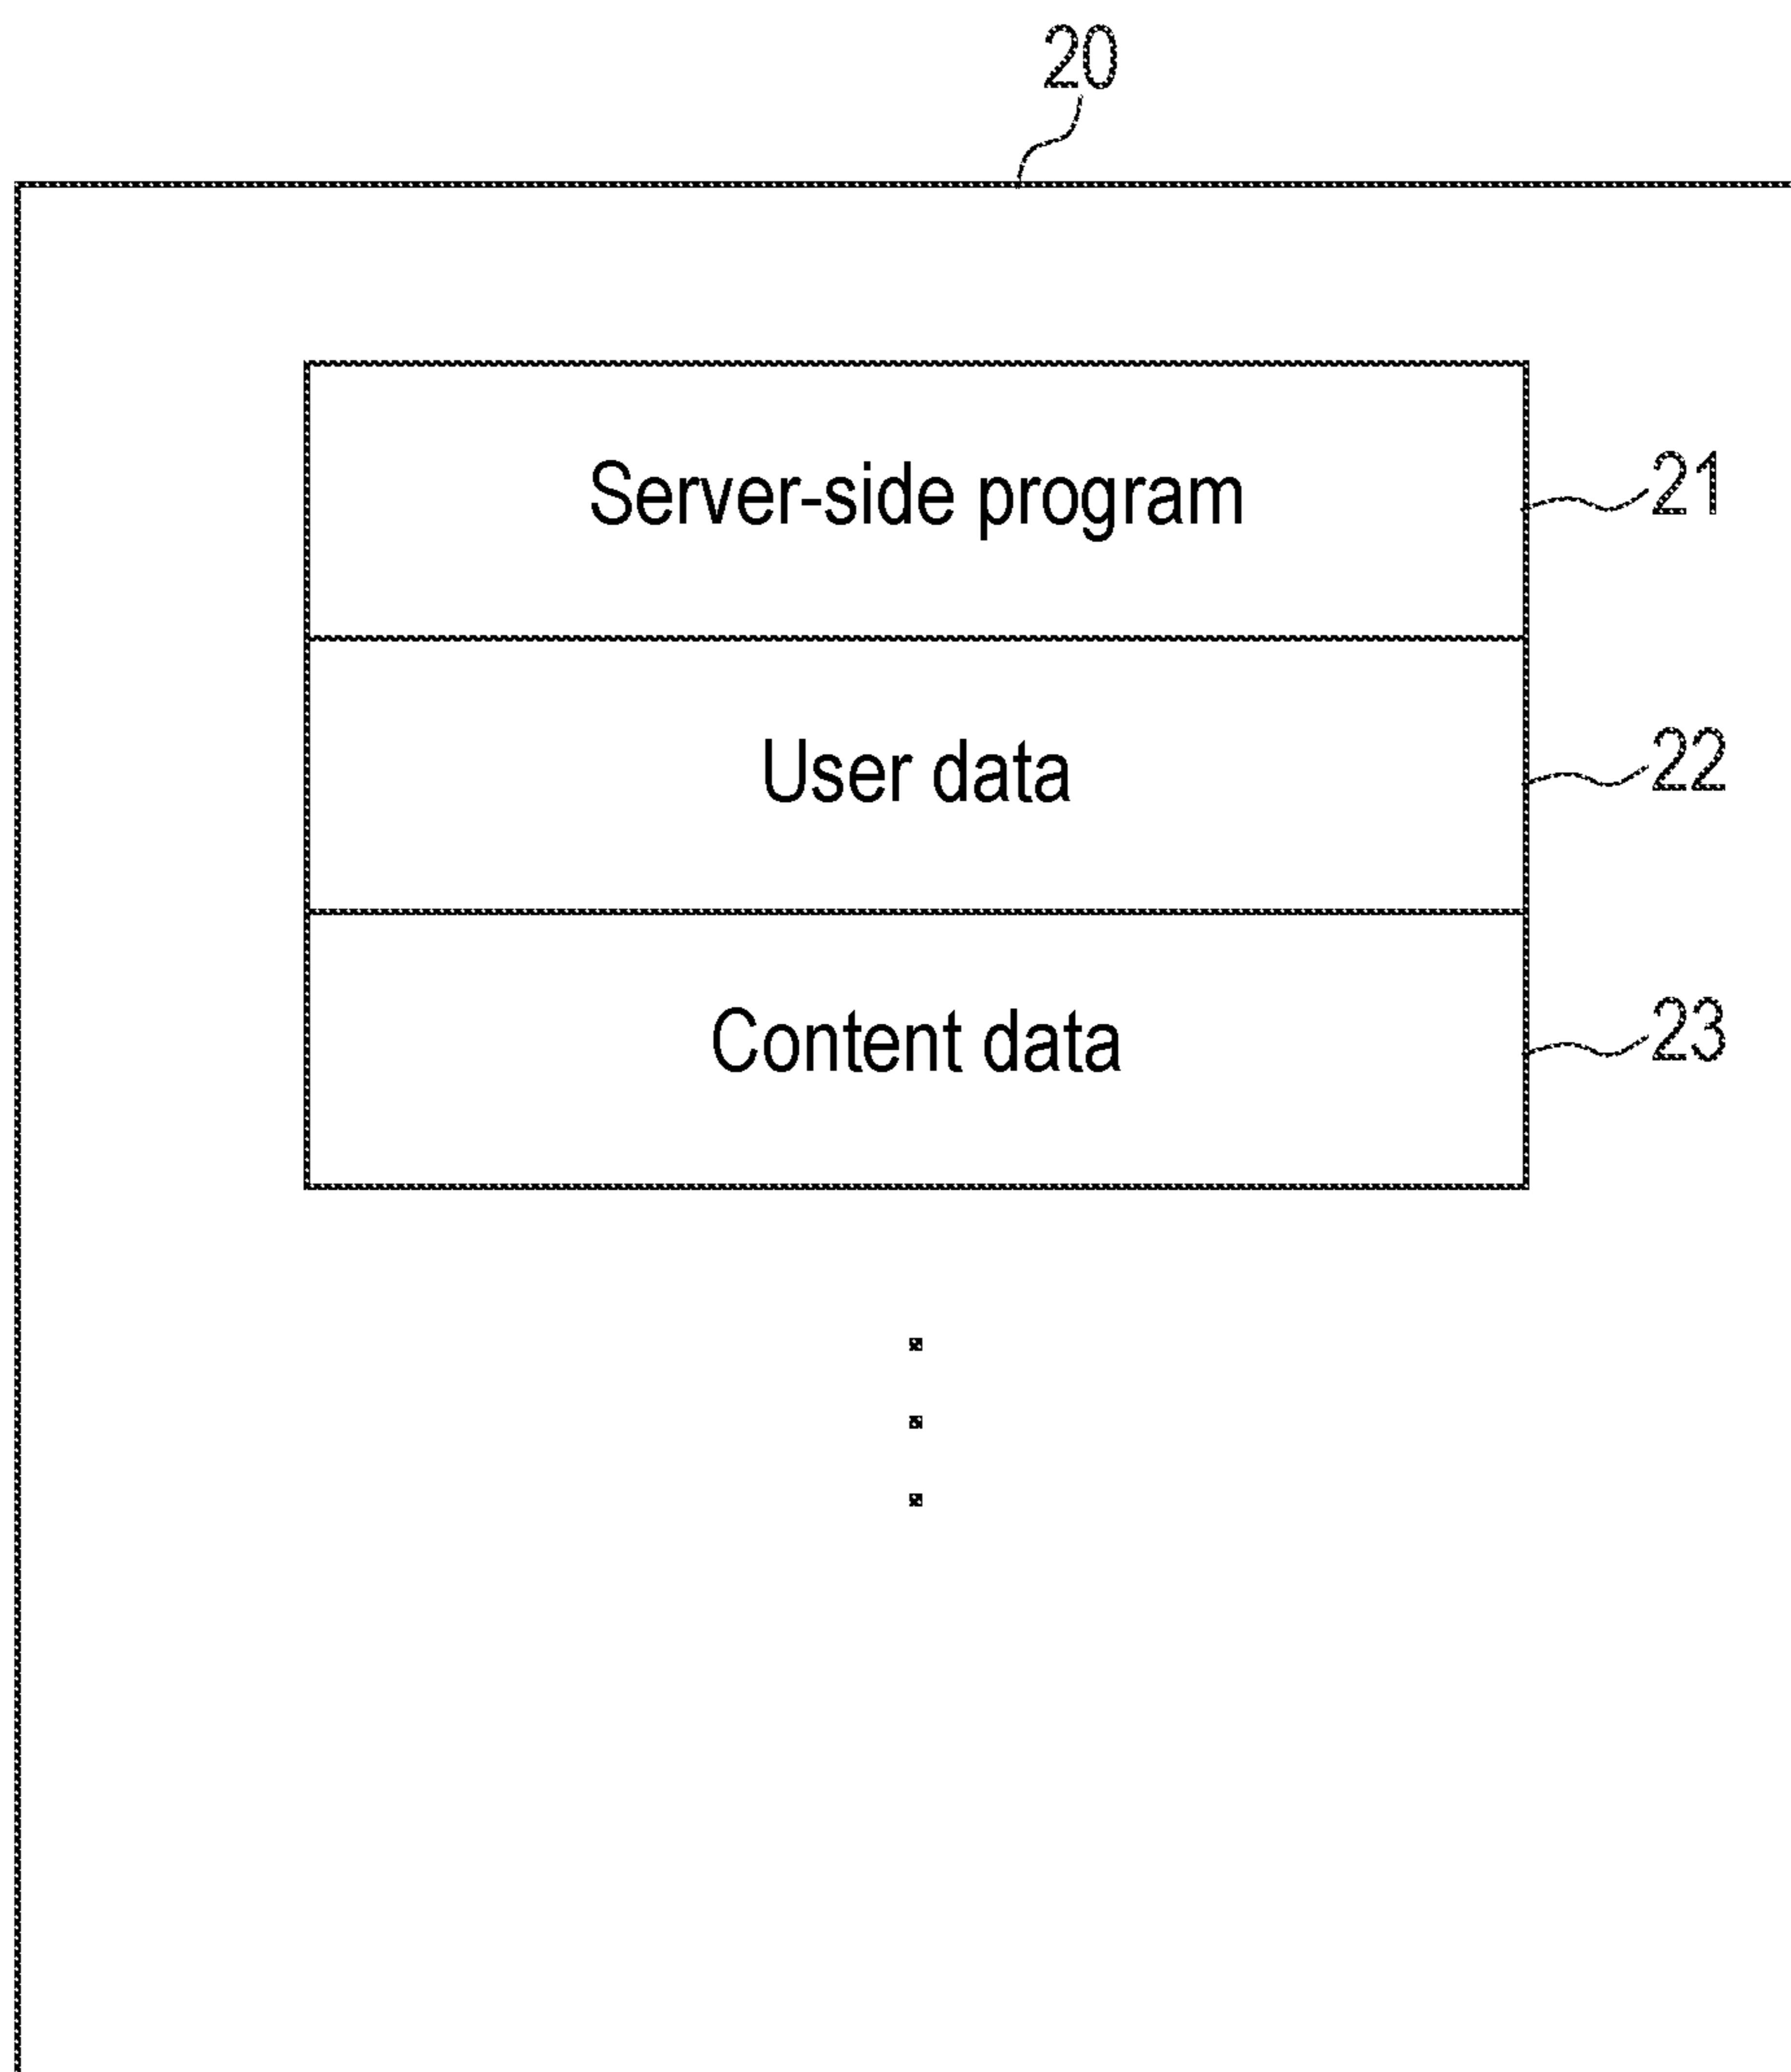 20
Server-side program 21
User data 22
Content data 23